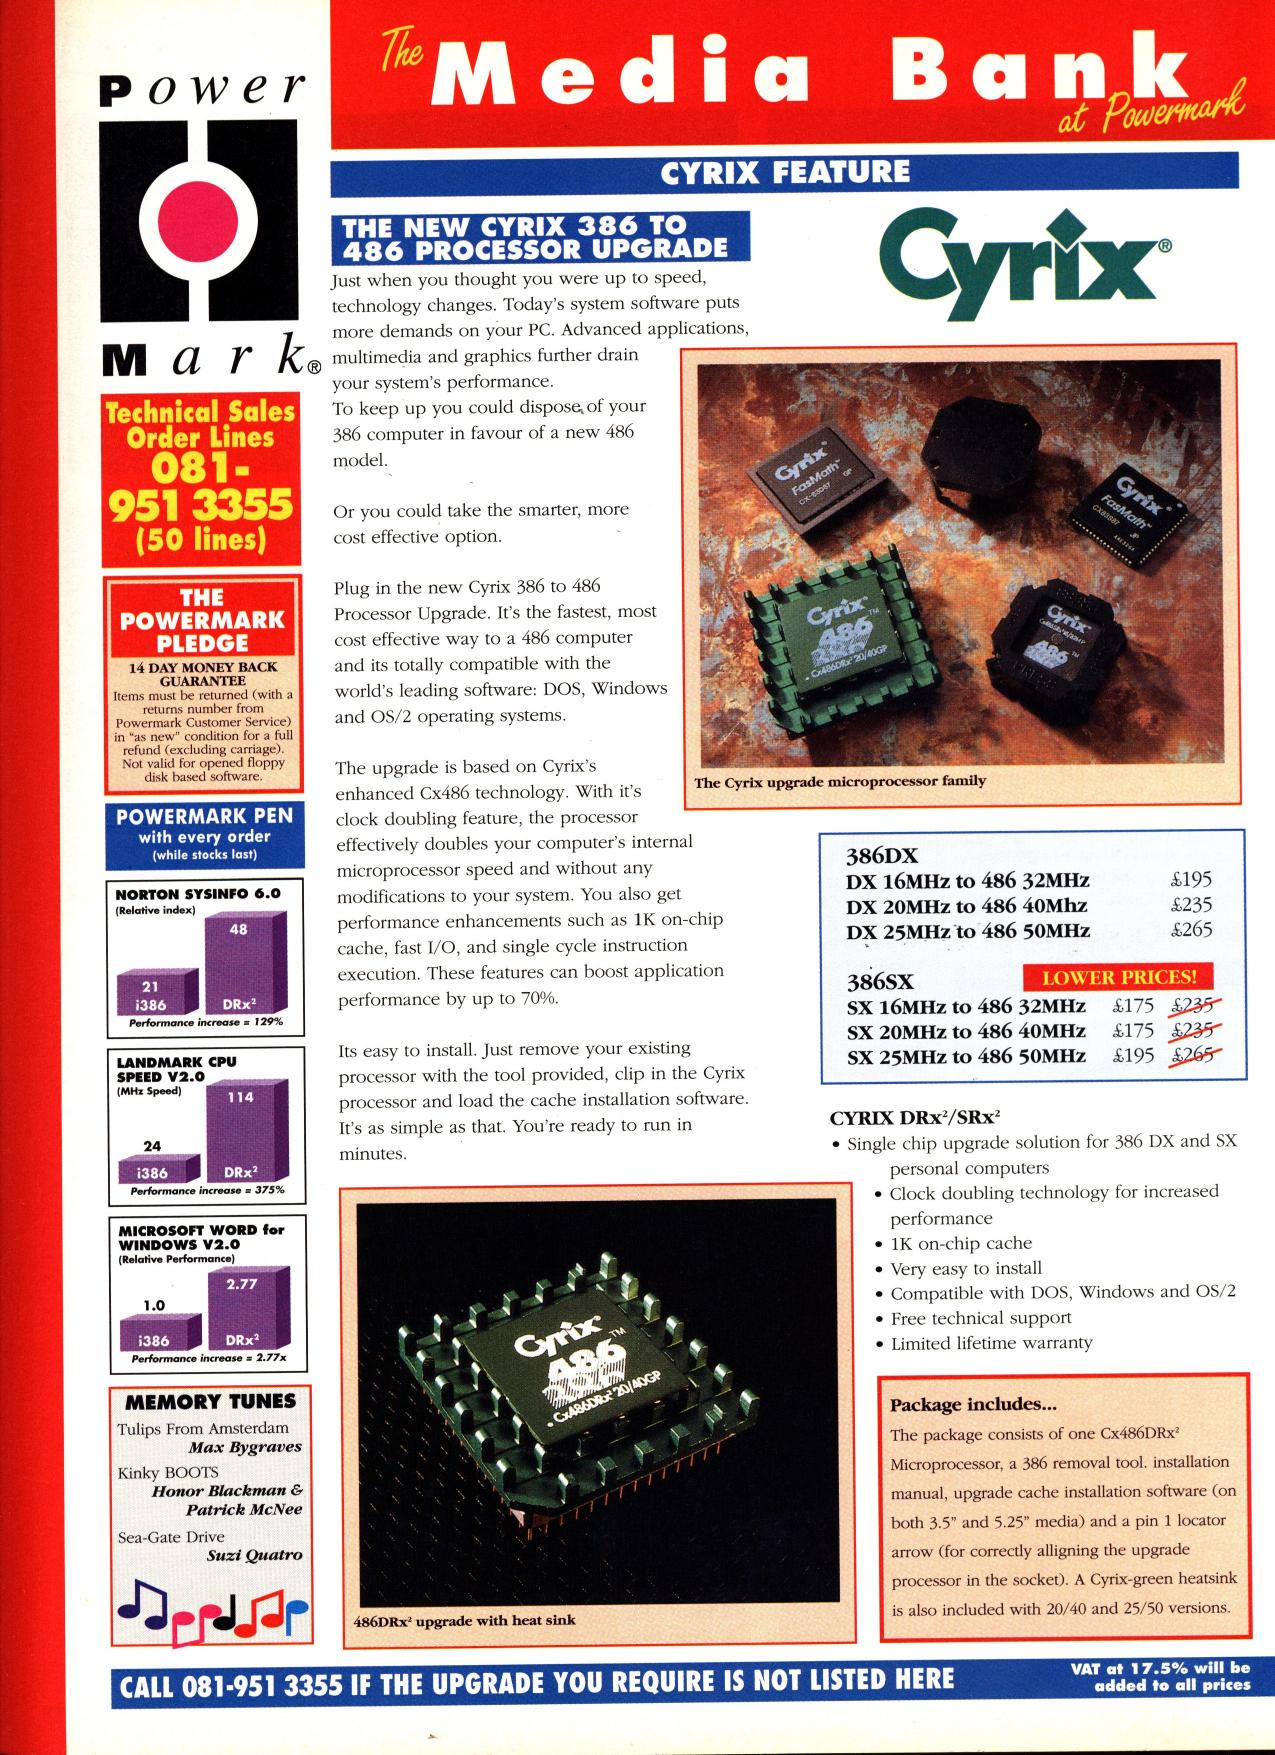 Power
Mark®
The Media Bank
at Powermark
CYRIX FEATURE
Technical Sales
Order Lines
081-
951 3355
(50 lines)
THE
POWERMARK
PLEDGE
14 DAY MONEY BACK
GUARANTEE
Items must be returned (with a
returns number from
Powermark Customer Service)
in "as new" condition for a full
refund (excluding carriage).
Not valid for opened floppy
disk based software.
POWERMARK PEN
with every order
(while stocks last)
NORTON SYSINFO 6.0
(Relative index)
48
21
i386
DRx²
Performance increase = 129%
LANDMARK CPU
SPEED V2.0
(MHz Speed)
114
24
i386
DRx²
Performance increase = 375%
MICROSOFT WORD for
WINDOWS V2.0
(Relative Performance)
2.77
1.0
i386
DRx²
Performance increase = 2.77x
MEMORY TUNES
Tulips From Amsterdam
Max Bygraves
Kinky BOOTS
Honor Blackman &
Patrick McNee
Sea-Gate Drive
Suzi Quatro
THE NEW CYRIX 386 TO
486 PROCESSOR UPGRADE
Just when you thought you were up to speed,
technology changes. Today's system software puts
more demands on your PC. Advanced applications,
multimedia and graphics further drain
your system's performance.
To keep up you could dispose of your
386 computer in favour of a new 486
model.
Or you could take the smarter, more
cost effective option.
Plug in the new Cyrix 386 to 486
Processor Upgrade. It's the fastest, most
cost effective way to a 486 computer
and its totally compatible with the
world's leading software: DOS, Windows
and OS/2 operating systems.
The upgrade is based on Cyrix's
enhanced Cx486 technology. With it's
clock doubling feature, the processor
effectively doubles your computer's internal
microprocessor speed and without any
modifications to your system. You also get
performance enhancements such as 1K on-chip
cache, fast I/O, and single cycle instruction
execution. These features can boost application
performance by up to 70%.
Its easy to install. Just remove your existing
processor with the tool provided, clip in the Cyrix
processor and load the cache installation software.
It's as simple as that. You're ready to run in
minutes.
Cyrix
486™
Cx486DRx² 20/40GP
486DRx² upgrade with heat sink
Cyrix®
Cyrix
FasMath™
CX-83D87 GP
Cyrix
FasMath™
CX83S87 JP
Cyrix
486™
Cx486DRx² 20/40GP
Cyrix
486™
The Cyrix upgrade microprocessor family
386DX
DX 16MHz to 486 32MHz £195
DX 20MHz to 486 40Mhz £235
DX 25MHz to 486 50MHz £265
386SX LOWER PRICES!
SX 16MHz to 486 32MHz £175 £235
SX 20MHz to 486 40MHz £175 £235
SX 25MHz to 486 50MHz £195 £265
CYRIX DRx²/SRx²
• Single chip upgrade solution for 386 DX and SX
personal computers
• Clock doubling technology for increased
performance
• 1K on-chip cache
• Very easy to install
• Compatible with DOS, Windows and OS/2
• Free technical support
• Limited lifetime warranty
Package includes...
The package consists of one Cx486DRx²
Microprocessor, a 386 removal tool. installation
manual, upgrade cache installation software (on
both 3.5" and 5.25" media) and a pin 1 locator
arrow (for correctly alligning the upgrade
processor in the socket). A Cyrix-green heatsink
is also included with 20/40 and 25/50 versions.
CALL 081-951 3355 IF THE UPGRADE YOU REQUIRE IS NOT LISTED HERE
VAT at 17.5% will be
added to all prices